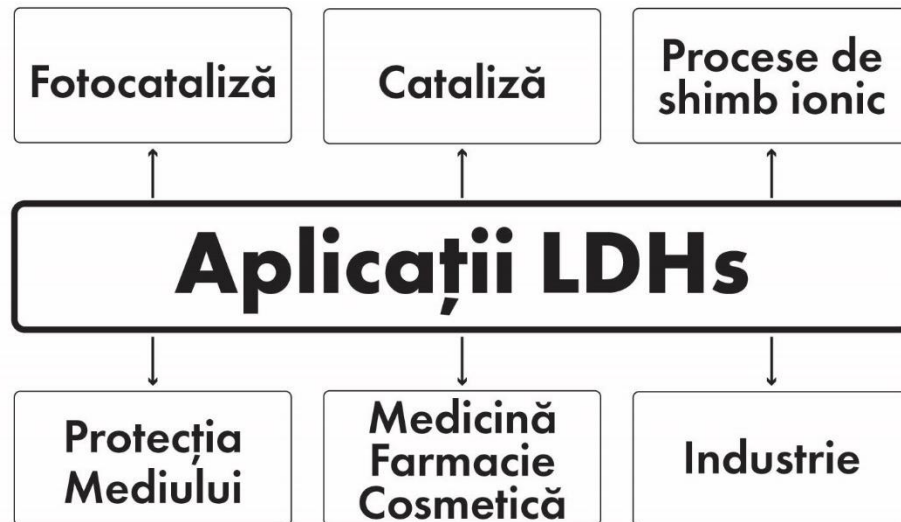 Fotocataliză
Cataliză
Procese de
shimb ionic
Aplicații LDHs
Protecția
Mediului
Medicină
Farmacie
Cosmetică
Industrie